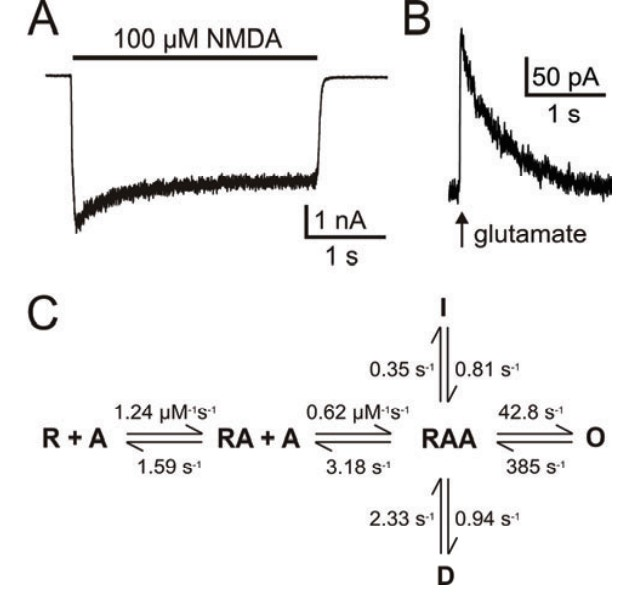 A
B
100 µM NMDA
50 pA
1 s
1 nA
1 s
glutamate
C
I
0.35 s⁻¹ 0.81 s⁻¹
1.24 µM⁻¹s⁻¹ 0.62 µM⁻¹s⁻¹ 42.8 s⁻¹
R + A RA + A RAA O
1.59 s⁻¹ 3.18 s⁻¹ 385 s⁻¹
2.33 s⁻¹ 0.94 s⁻¹
D